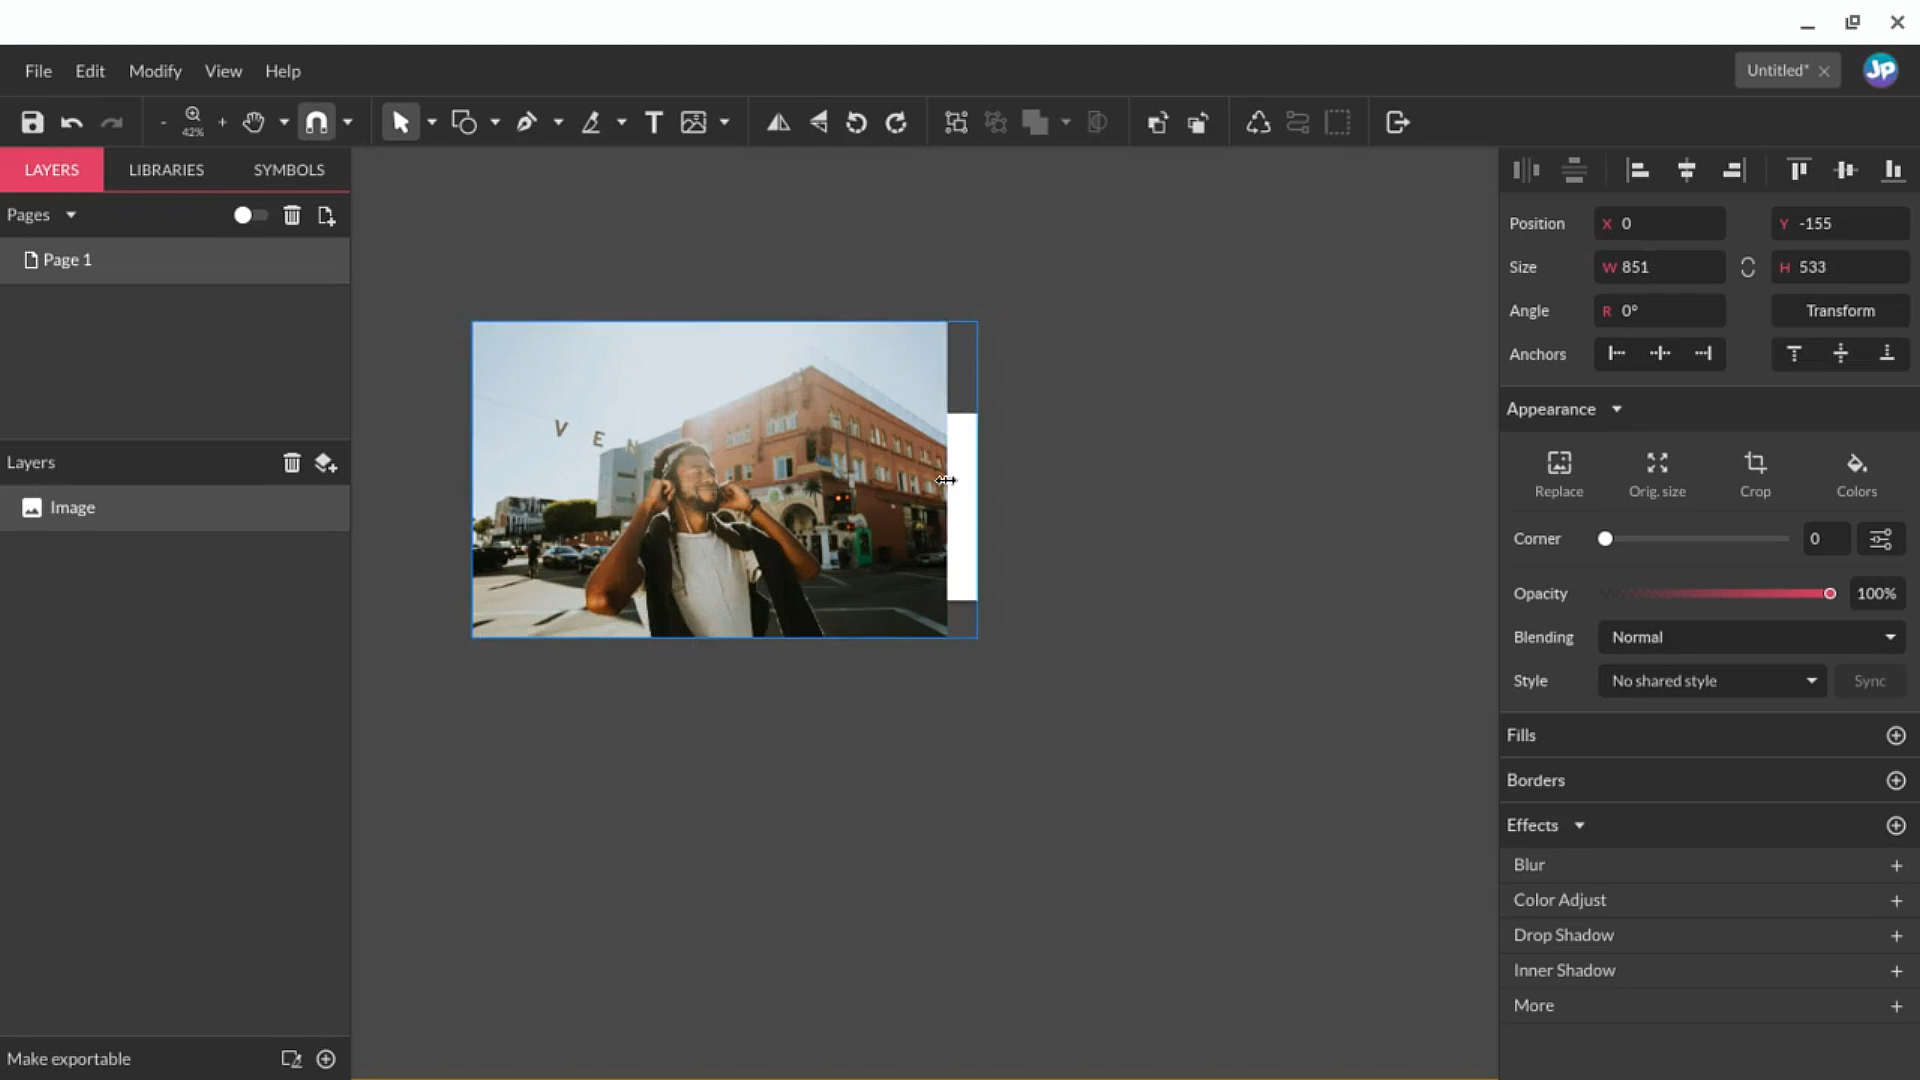 File Edit Modify View Help
Untitled*
JP
- 42% +
T
LAYERS LIBRARIES SYMBOLS
Pages
Page 1
Layers
Image
Make exportable
V E N
Position X 0 Y -155
Size W 851 H 533
Angle R 0° Transform
Anchors
Appearance
Replace Orig. size Crop Colors
Corner 0
Opacity 100%
Blending Normal
Style No shared style Sync
Fills
Borders
Effects
Blur +
Color Adjust +
Drop Shadow +
Inner Shadow +
More +